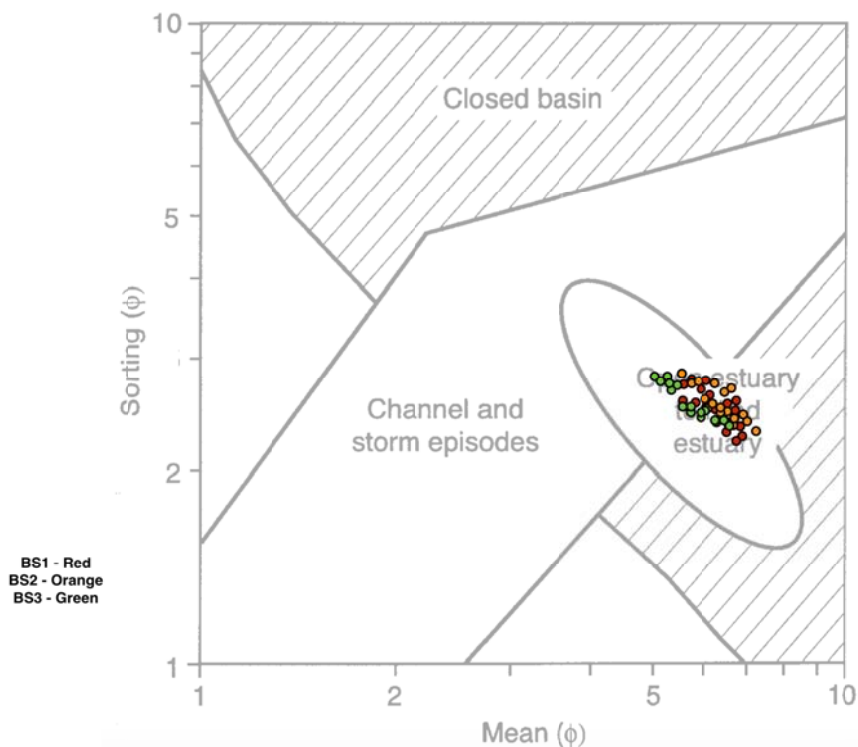 10
5
2
1
Sorting (ϕ)
Closed basin
Channel and
storm episodes
estuary
estuary
BS1 - Red
BS2 - Orange
BS3 - Green
1
2
5
10
Mean (ϕ)